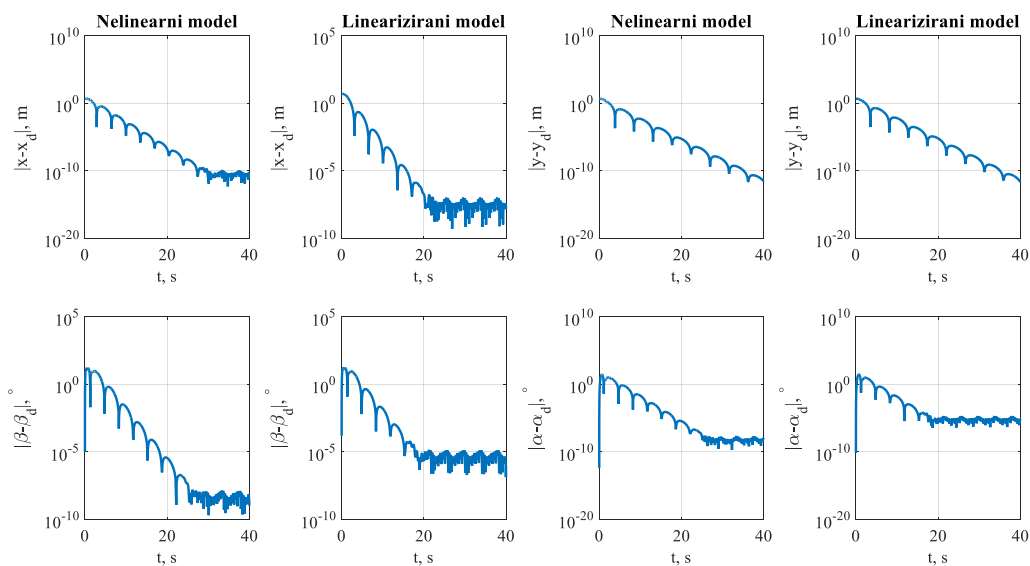 Nelinearni model
Linearizirani model
Nelinearni model
Linearizirani model
10^10
10^0
10^-10
10^-20
|x-x_d|, m
0 20 40
t, s
10^5
10^0
10^-5
10^-10
|x-x_d|, m
0 20 40
t, s
10^10
10^0
10^-10
10^-20
|y-y_d|, m
0 20 40
t, s
10^10
10^0
10^-10
10^-20
|y-y_d|, m
0 20 40
t, s
10^5
10^0
10^-5
10^-10
|β-β_d|, °
0 20 40
t, s
10^5
10^0
10^-5
10^-10
|β-β_d|, °
0 20 40
t, s
10^10
10^0
10^-10
10^-20
|α-α_d|, °
0 20 40
t, s
10^10
10^0
10^-10
10^-20
|α-α_d|, °
0 20 40
t, s